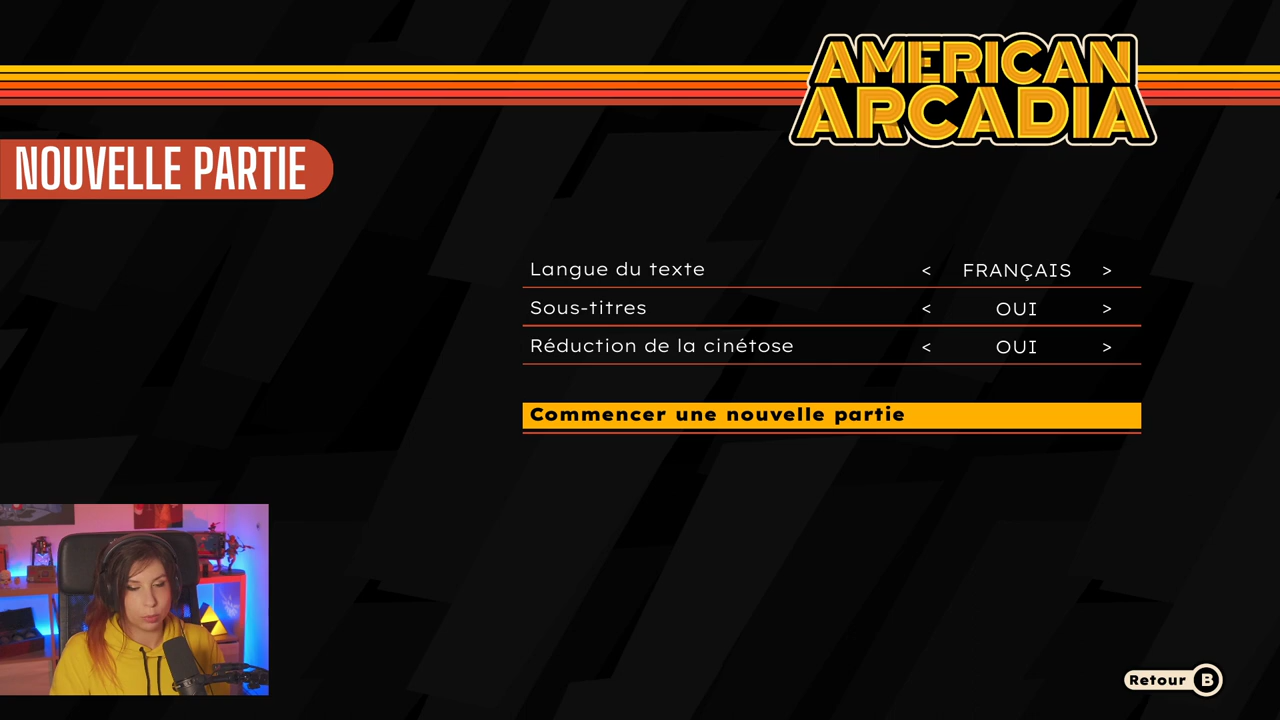 AMERICAN
ARCADIA
NOUVELLE PARTIE
Langue du texte < FRANÇAIS >
Sous-titres < OUI >
Réduction de la cinétose < OUI >
Commencer une nouvelle partie
Retour B